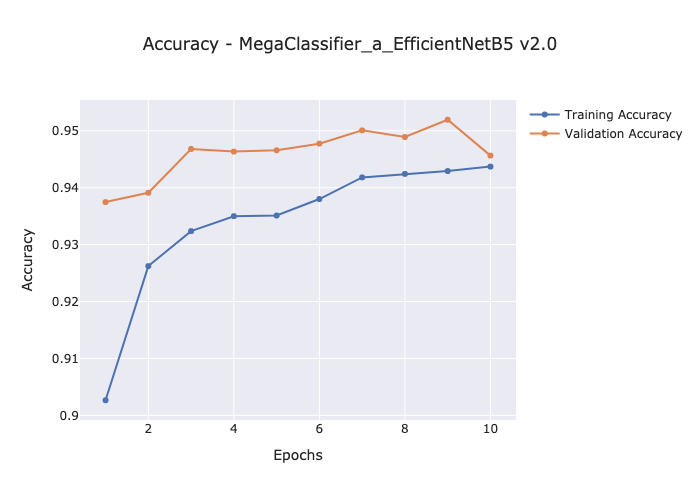 Accuracy - MegaClassifier_a_EfficientNetB5 v2.0
Training Accuracy
Validation Accuracy
0.95
0.94
0.93
0.92
0.91
0.9
Accuracy
2 4 6 8 10
Epochs